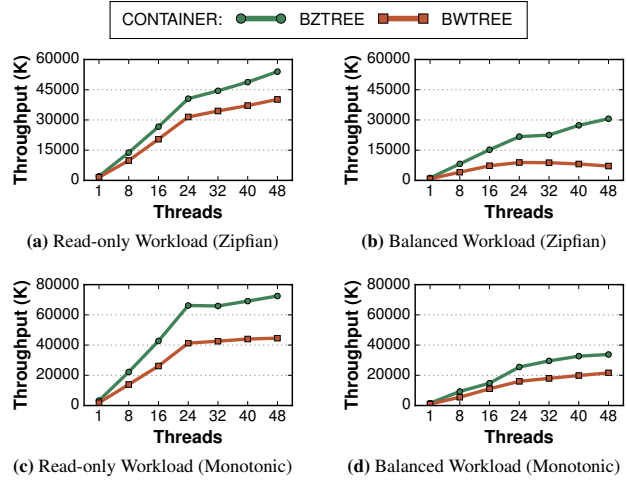 CONTAINER: BZTREE BWTREE
Throughput (K)
60000
45000
30000
15000
0
1 8 16 24 32 40 48
Threads
(a) Read-only Workload (Zipfian)
Throughput (K)
60000
45000
30000
15000
0
1 8 16 24 32 40 48
Threads
(b) Balanced Workload (Zipfian)
Throughput (K)
80000
60000
40000
20000
0
1 8 16 24 32 40 48
Threads
(c) Read-only Workload (Monotonic)
Throughput (K)
80000
60000
40000
20000
0
1 8 16 24 32 40 48
Threads
(d) Balanced Workload (Monotonic)